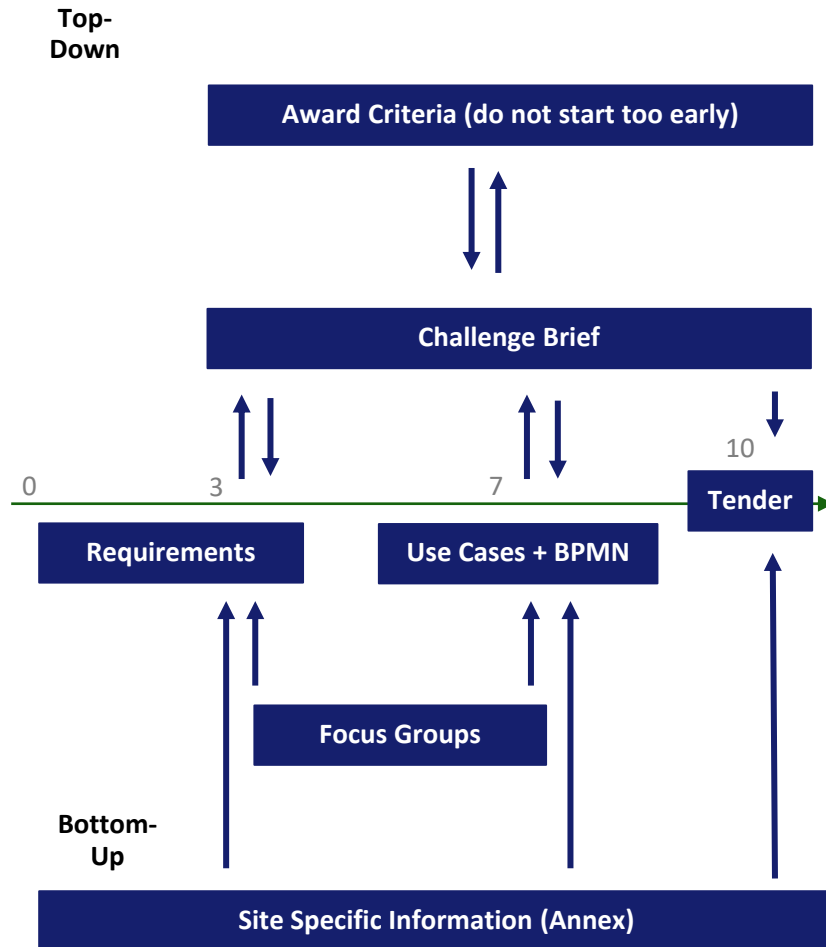 Top-
Down
Award Criteria (do not start too early)
Challenge Brief
10
0
3
7
Tender
Requirements
Use Cases + BPMN
Focus Groups
Bottom-
Up
Site Specific Information (Annex)